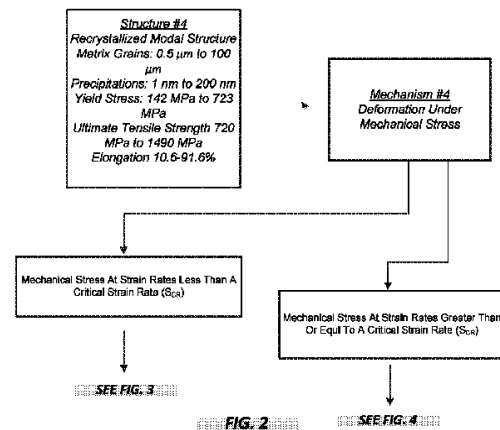 Structure #4
Recrystallized Modal Structure
Metrix Grains: 0.5 µm to 100
µm
Precipitations: 1 nm to 200 nm
Yield Stress: 142 MPa to 723
MPa
Ultimate Tensile Strength 720
MPa to 1490 MPa
Elongation 10.6-91.6%
Mechanism #4
Deformation Under
Mechanical Stress
Mechanical Stress At Strain Rates Less Than A
Critical Strain Rate (SCR)
Mechanical Stress At Strain Rates Greater Than
Or Equl To A Critical Strain Rate (SCR)
SEE FIG. 3
SEE FIG. 4
FIG. 2